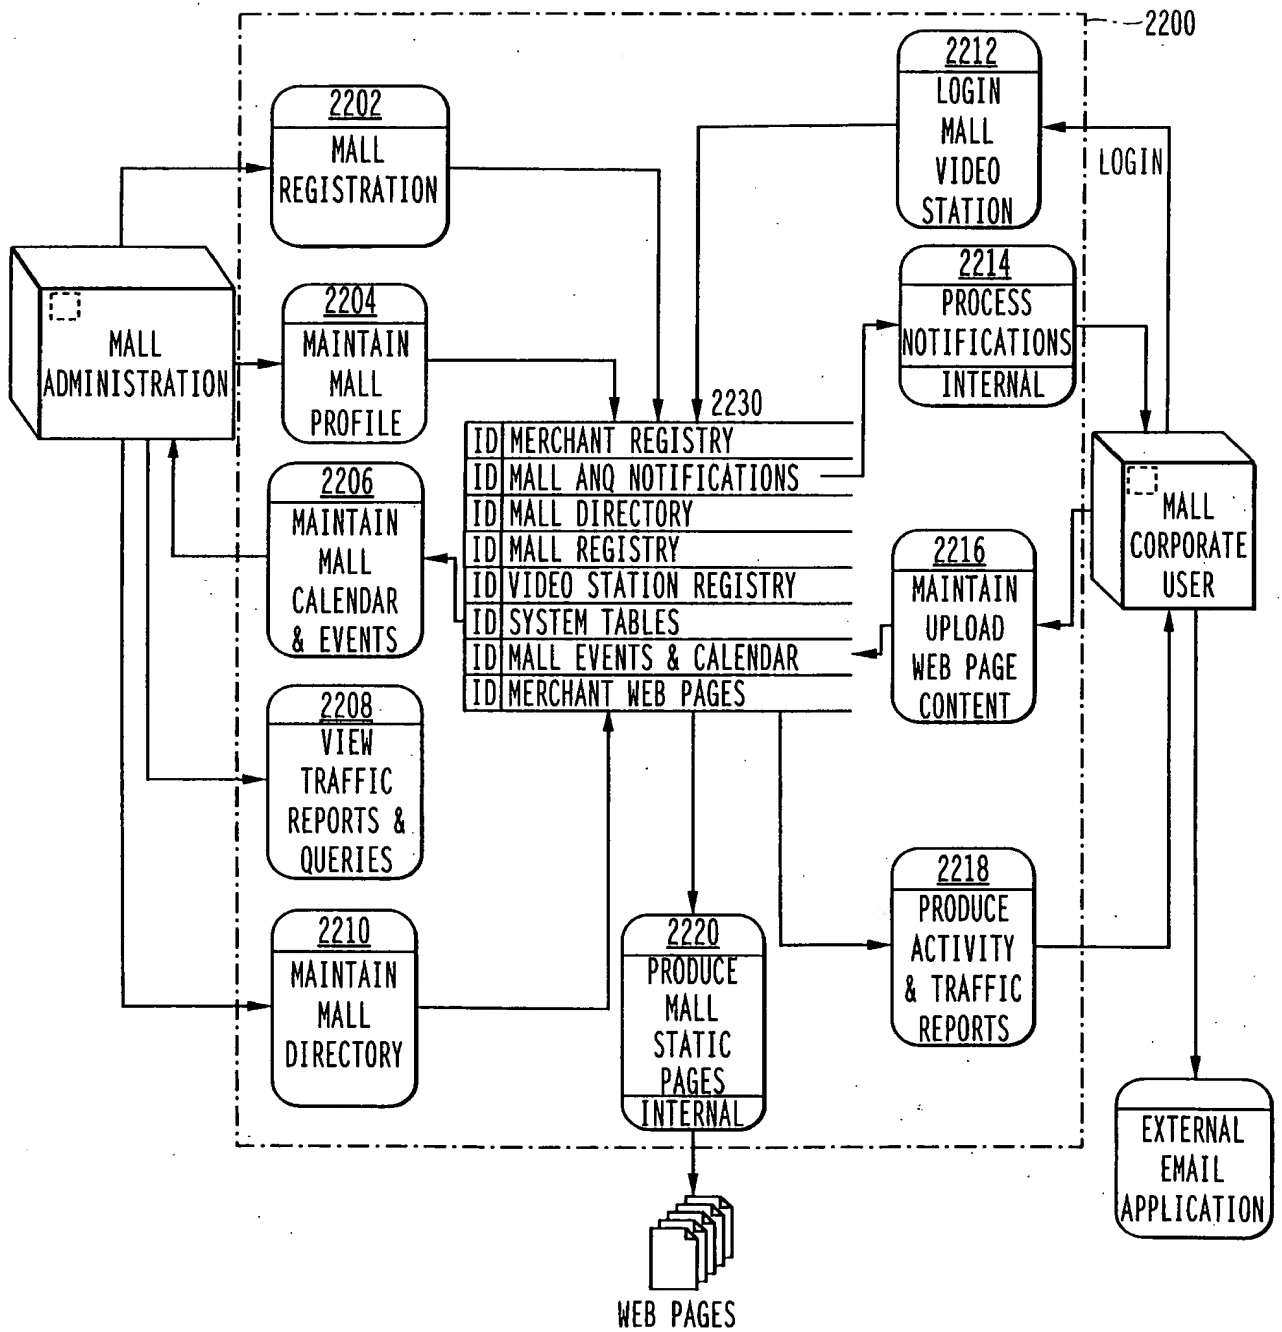 2200
2202
MALL
REGISTRATION
2212
LOGIN
MALL
VIDEO
STATION
LOGIN
MALL
ADMINISTRATION
2204
MAINTAIN
MALL
PROFILE
2214
PROCESS
NOTIFICATIONS
INTERNAL
2230
ID MERCHANT REGISTRY
ID MALL ANQ NOTIFICATIONS
ID MALL DIRECTORY
ID MALL REGISTRY
ID VIDEO STATION REGISTRY
ID SYSTEM TABLES
ID MALL EVENTS & CALENDAR
ID MERCHANT WEB PAGES
2206
MAINTAIN
MALL
CALENDAR
& EVENTS
MALL
CORPORATE
USER
2216
MAINTAIN
UPLOAD
WEB PAGE
CONTENT
2208
VIEW
TRAFFIC
REPORTS &
QUERIES
2218
PRODUCE
ACTIVITY
& TRAFFIC
REPORTS
2210
MAINTAIN
MALL
DIRECTORY
2220
PRODUCE
MALL
STATIC
PAGES
INTERNAL
EXTERNAL
EMAIL
APPLICATION
WEB PAGES